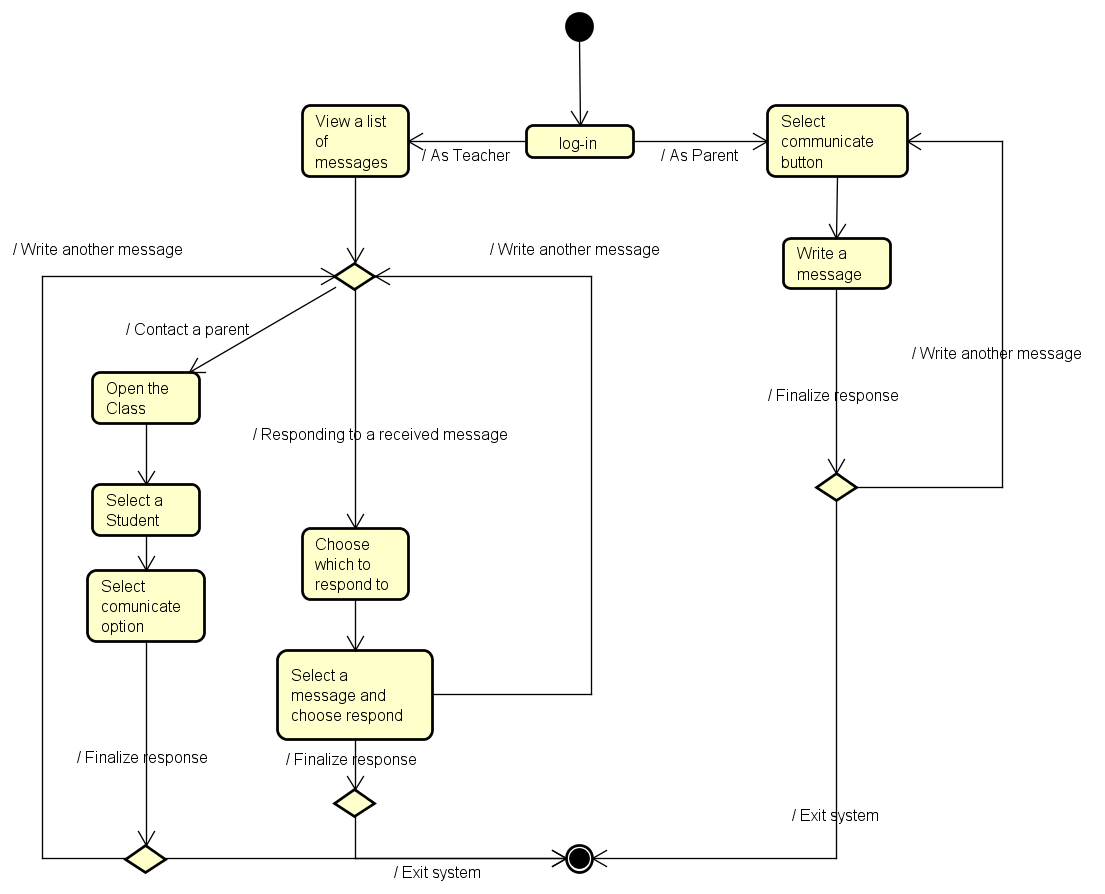 View a list
of
messages
log-in
Select
communicate
button
/ As Teacher
/ As Parent
/ Write another message
/ Write another message
Write a
message
/ Contact a parent
/ Write another message
Open the
Class
/ Finalize response
/ Responding to a received message
Select a
Student
Choose
which to
respond to
Select
comunicate
option
Select a
message and
choose respond
/ Finalize response
/ Finalize response
/ Exit system
/ Exit system